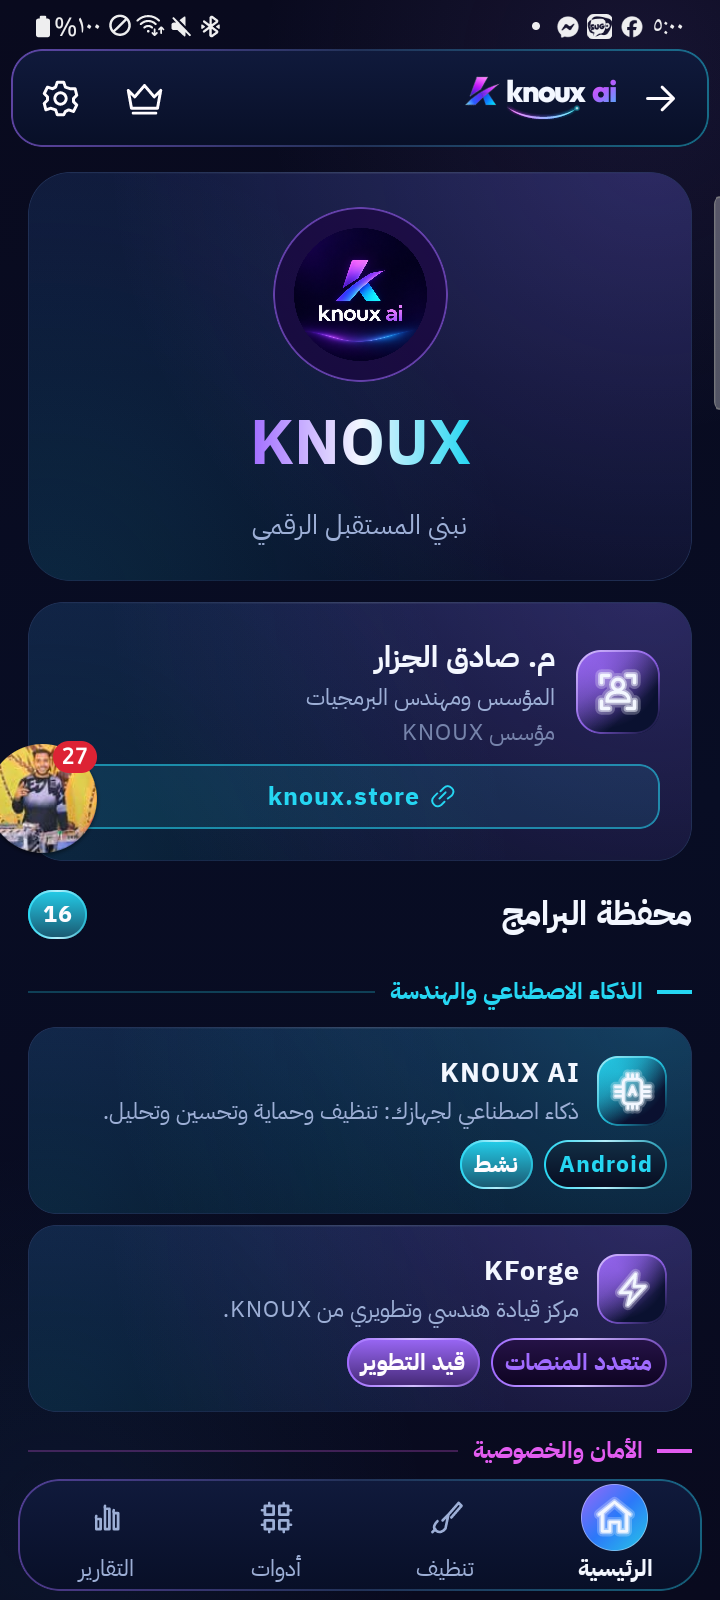 %١٠٠
٥:٠٠
knoux ai
knoux ai
KNOUX
نبني المستقبل الرقمي
م. صادق الجزار
المؤسس ومهندس البرمجيات
مؤسس KNOUX
27
knoux.store
محفظة البرامج
16
الذكاء الاصطناعي والهندسة
KNOUX AI
ذكاء اصطناعي لجهازك: تنظيف وحماية وتحسين وتحليل.
Android
نشط
KForge
مركز قيادة هندسي وتطويري من KNOUX.
متعدد المنصات
قيد التطوير
الأمان والخصوصية
الرئيسية
تنظيف
أدوات
التقارير